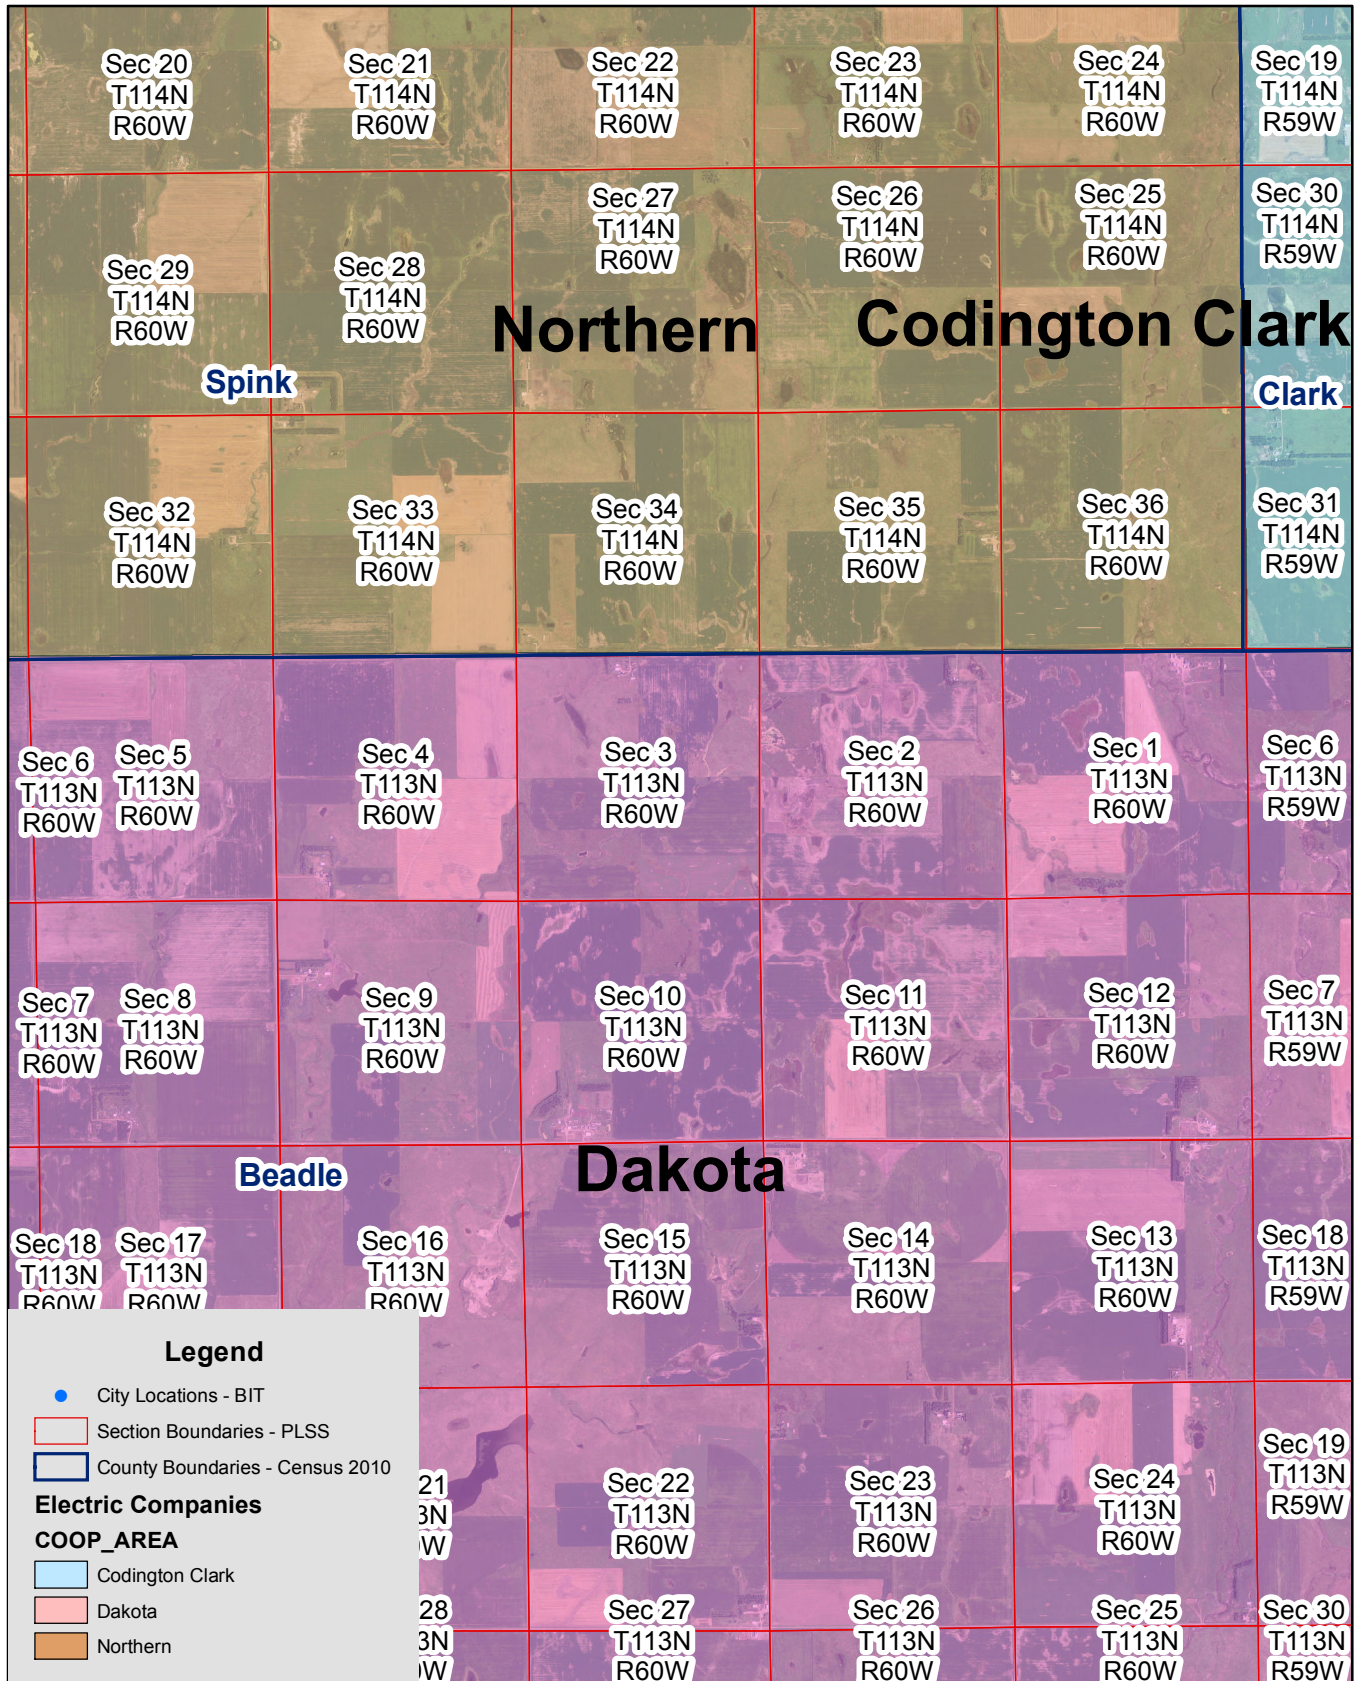 Sec 20
T114N
R60W
Sec 21
T114N
R60W
Sec 22
T114N
R60W
Sec 23
T114N
R60W
Sec 24
T114N
R60W
Sec 19
T114N
R59W
Sec 29
T114N
R60W
Sec 28
T114N
R60W
Sec 27
T114N
R60W
Sec 26
T114N
R60W
Sec 25
T114N
R60W
Sec 30
T114N
R59W
Northern
Codington Clark
Spink
Clark
Sec 32
T114N
R60W
Sec 33
T114N
R60W
Sec 34
T114N
R60W
Sec 35
T114N
R60W
Sec 36
T114N
R60W
Sec 31
T114N
R59W
Sec 6
T113N
R60W
Sec 5
T113N
R60W
Sec 4
T113N
R60W
Sec 3
T113N
R60W
Sec 2
T113N
R60W
Sec 1
T113N
R60W
Sec 6
T113N
R59W
Sec 7
T113N
R60W
Sec 8
T113N
R60W
Sec 9
T113N
R60W
Sec 10
T113N
R60W
Sec 11
T113N
R60W
Sec 12
T113N
R60W
Sec 7
T113N
R59W
Beadle
Dakota
Sec 18
T113N
R60W
Sec 17
T113N
R60W
Sec 16
T113N
R60W
Sec 15
T113N
R60W
Sec 14
T113N
R60W
Sec 13
T113N
R60W
Sec 18
T113N
R59W
21
3N
W
Sec 22
T113N
R60W
Sec 23
T113N
R60W
Sec 24
T113N
R60W
Sec 19
T113N
R59W
28
3N
W
Sec 27
T113N
R60W
Sec 26
T113N
R60W
Sec 25
T113N
R60W
Sec 30
T113N
R59W
Legend
City Locations - BIT
Section Boundaries - PLSS
County Boundaries - Census 2010
Electric Companies
COOP_AREA
Codington Clark
Dakota
Northern